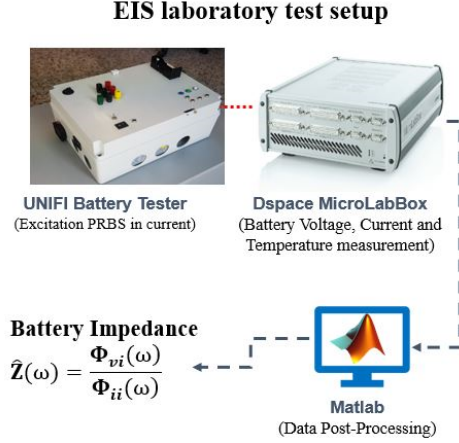 EIS laboratory test setup
UNIFI Battery Tester
(Excitation PRBS in current)
Dspace MicroLabBox
(Battery Voltage, Current and
Temperature measurement)
Battery Impedance
Ẑ(ω) = Φvi(ω) / Φii(ω)
Matlab
(Data Post-Processing)